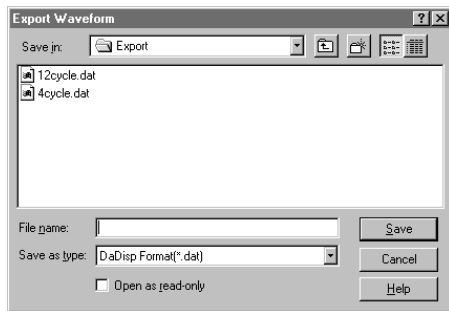 Export Waveform
Save in: Export
12cycle.dat
4cycle.dat
File name: Save
Save as type: DaDisp Format(*.dat) Cancel
Open as read-only Help